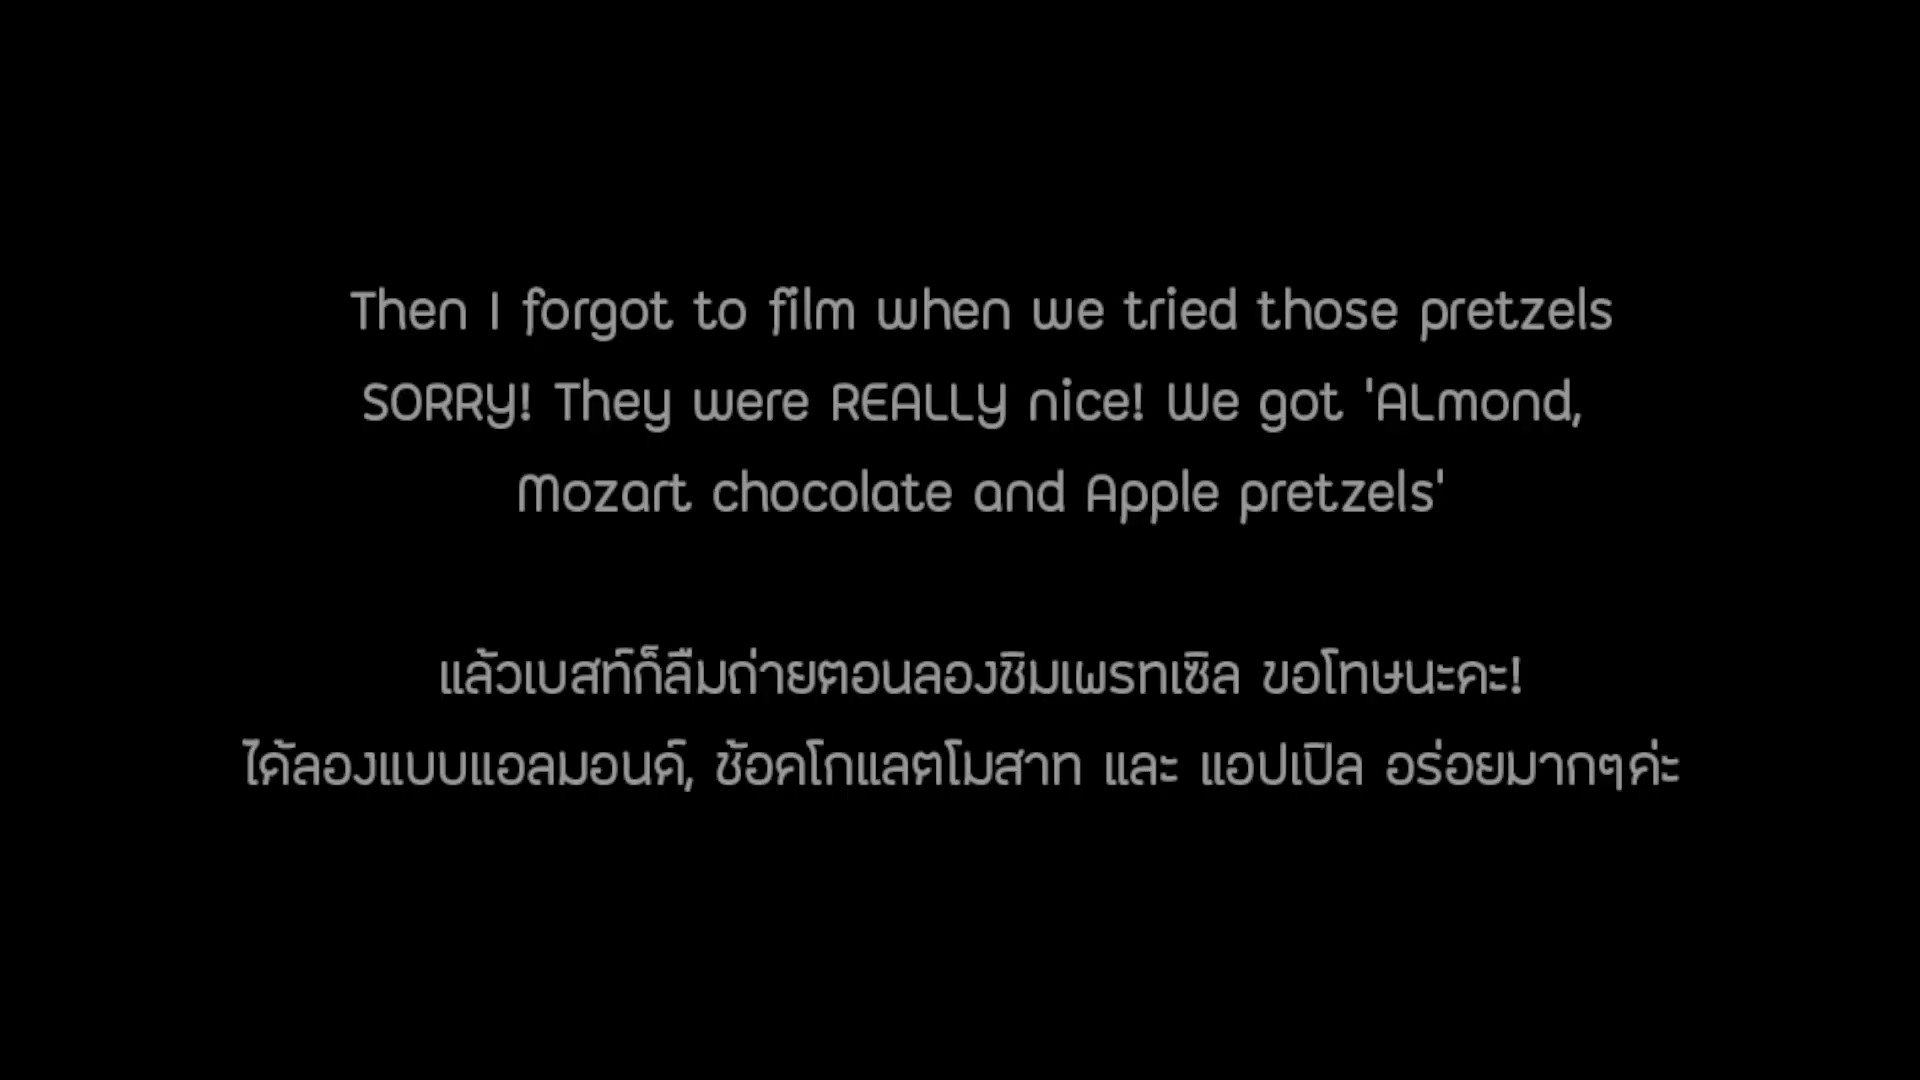 Then I forgot to film when we tried those pretzels
SORRY! They were REALLY nice! We got 'ALmond,
Mozart chocolate and Apple pretzels'
แล้วเบสท์ก็ลืมถ่ายตอนลองชิมเพรทเซิล ขอโทษนะคะ!
ได้ลองแบบแอลมอนด์, ช้อคโกแลตโมสาท และ แอปเปิล อร่อยมากๆค่ะ